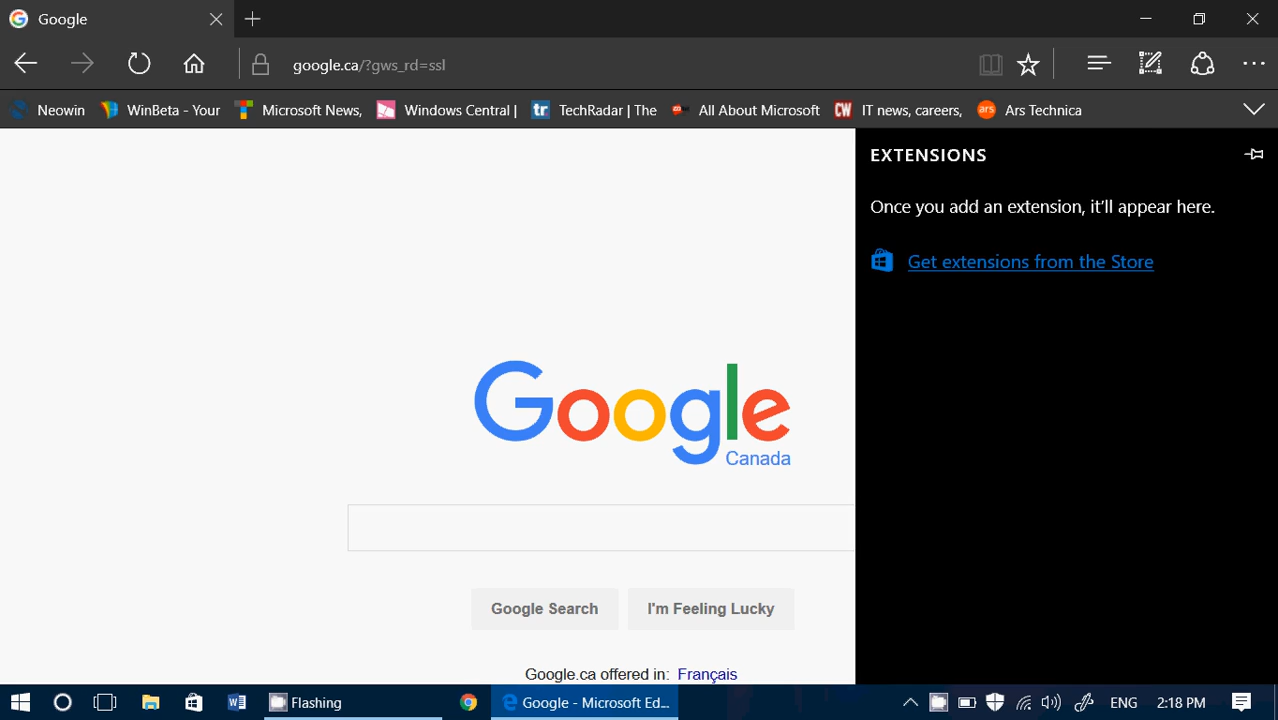 Google
google.ca/?gws_rd=ssl
Neowin WinBeta - Your Microsoft News, Windows Central | TechRadar | The All About Microsoft IT news, careers, Ars Technica
EXTENSIONS
Once you add an extension, it'll appear here.
Get extensions from the Store
Google
Canada
Google Search I'm Feeling Lucky
Google.ca offered in: Français
Flashing Google - Microsoft Ed... ENG 2:18 PM